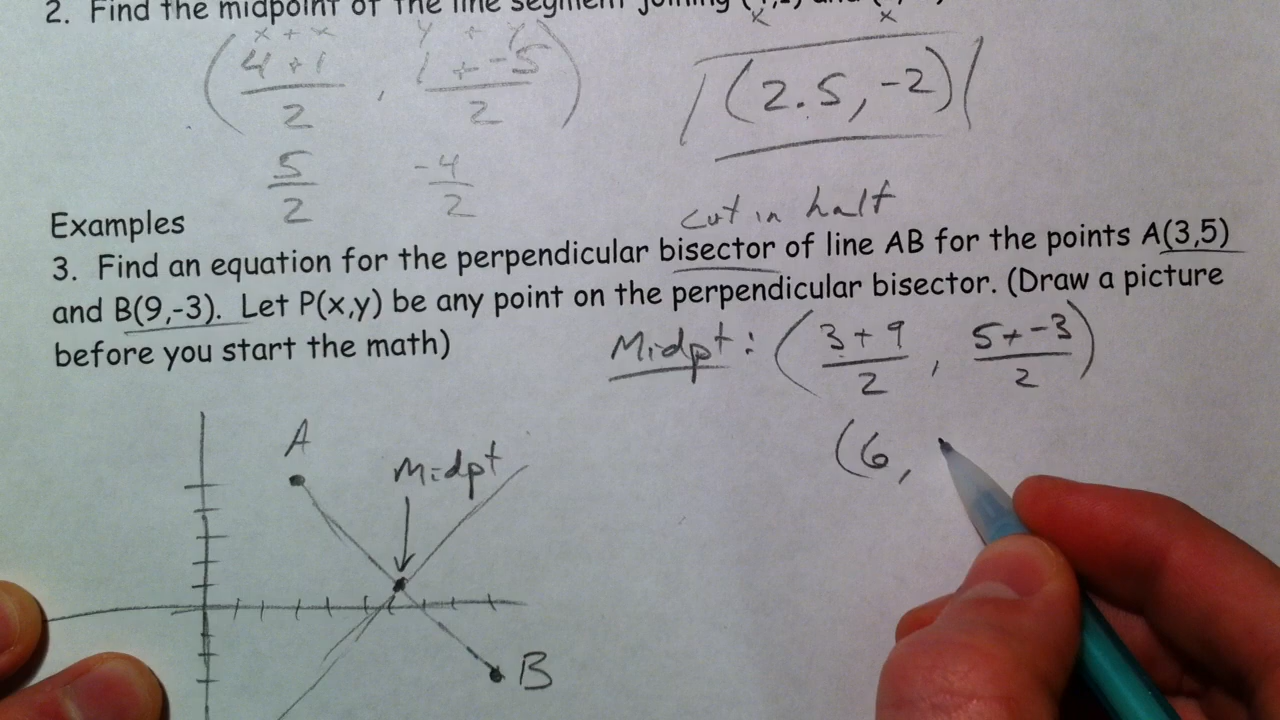 2. Find the midpoint of the line segment joining
x x
x + x y + y
4 + 1 1 + -5
( ——— , ——— ) (2.5, -2)
2 2
5 -4
2 2
cut in half
Examples
3. Find an equation for the perpendicular bisector of line AB for the points A(3,5)
and B(9,-3). Let P(x,y) be any point on the perpendicular bisector. (Draw a picture
before you start the math)
Midpt: (3+9/2, 5+-3/2)
(6,
A
Midpt
B